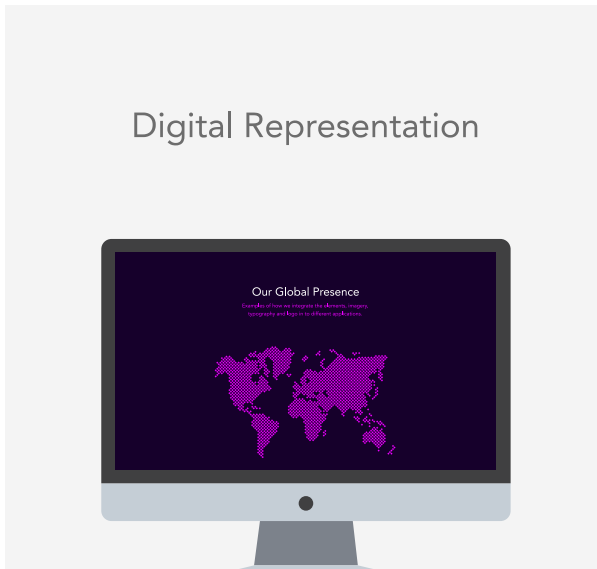 Digital Representation
Our Global Presence
Examples of how we integrate the elements, imagery,
typography and logo in to different applications.